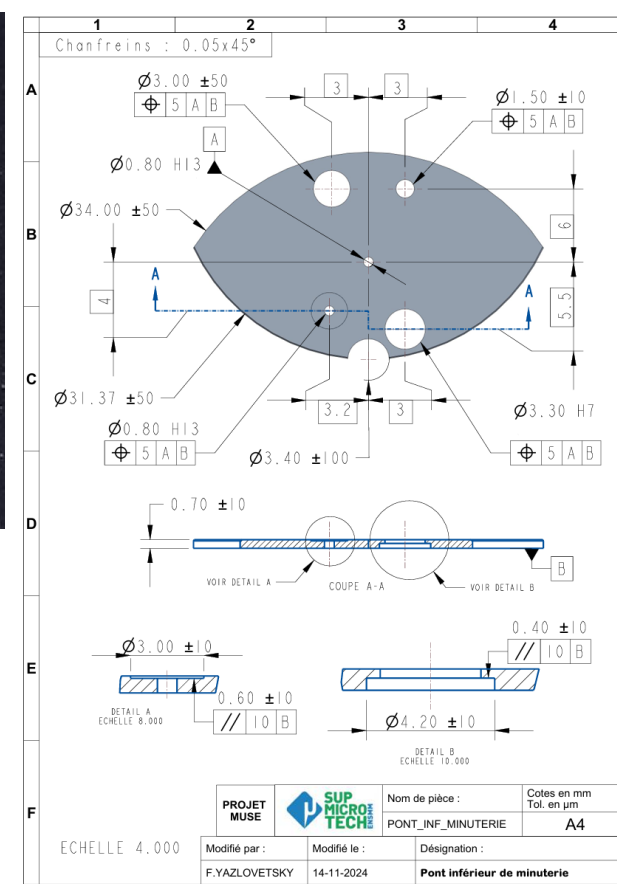 1 2 3 4
Chanfreins : 0.05x45°
A
Ø3.00 ±50
⌖ 5 A B
3 3
Ø1.50 ±10
⌖ 5 A B
A
Ø0.80 H13
Ø34.00 ±50
B
6
A A
4
5.5
C
Ø31.37 ±50
3.2 3
Ø0.80 H13
⌖ 5 A B
Ø3.30 H7
⌖ 5 A B
Ø3.40 ±100
D
0.70 ±10
B
VOIR DETAIL A
COUPE A-A
VOIR DETAIL B
E
Ø3.00 ±10
0.60 ±10
// 10 B
DETAIL A
ECHELLE 8.000
0.40 ±10
// 10 B
Ø4.20 ±10
DETAIL B
ECHELLE 10.000
F
ECHELLE 4.000
PROJET
MUSE
SUP
MICRO
TECH
ENSMM
Nom de pièce :
Cotes en mm
Tol. en µm
PONT_INF_MINUTERIE
A4
Modifié par :
Modifié le :
Désignation :
F.YAZLOVETSKY
14-11-2024
Pont inférieur de minuterie